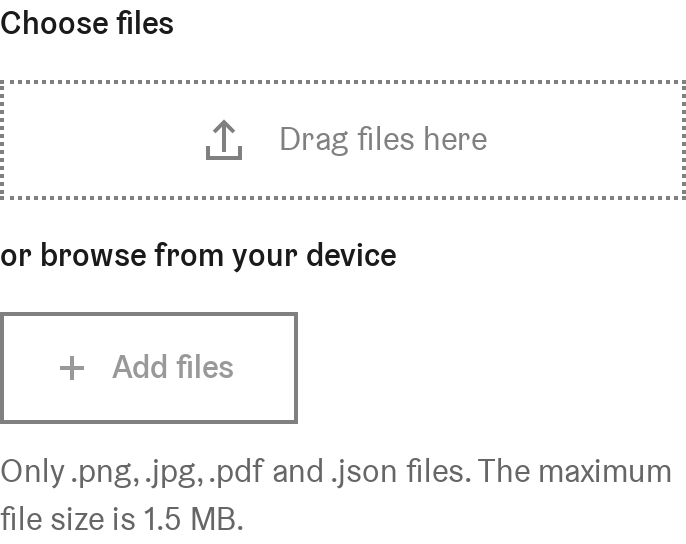 Choose files
Drag files here
or browse from your device
Add files
Only .png, .jpg, .pdf and .json files. The maximum
file size is 1.5 MB.